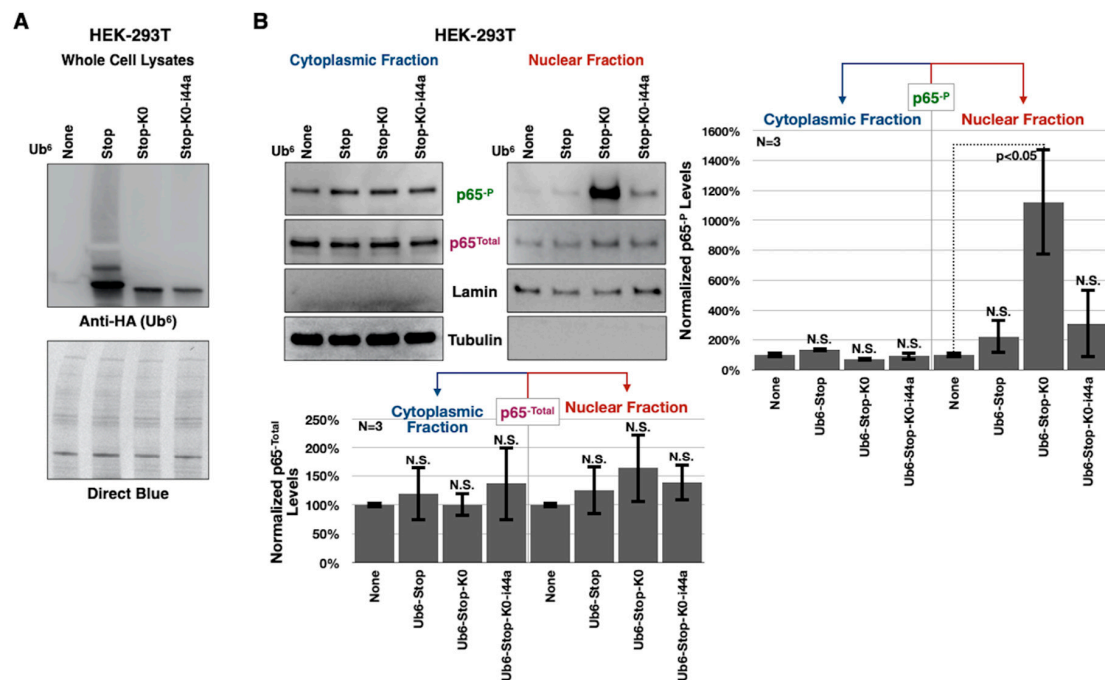 A
HEK-293T
Whole Cell Lysates
Ub6
None
Stop
Stop-K0
Stop-K0-i44a
Anti-HA (Ub6)
Direct Blue
B
HEK-293T
Cytoplasmic Fraction
Nuclear Fraction
Ub6
None
Stop
Stop-K0
Stop-K0-i44a
Ub6
None
Stop
Stop-K0
Stop-K0-i44a
p65-P
p65Total
Lamin
Tubulin
p65-Total
Cytoplasmic
Fraction
Nuclear Fraction
N=3
Normalized p65-Total
Levels
250%
200%
150%
100%
50%
0%
N.S.
N.S.
N.S.
N.S.
N.S.
N.S.
None
Ub6-Stop
Ub6-Stop-K0
Ub6-Stop-K0-i44a
None
Ub6-Stop
Ub6-Stop-K0
Ub6-Stop-K0-i44a
p65-P
Cytoplasmic Fraction
Nuclear Fraction
N=3
p<0.05
Normalized p65-P Levels
1600%
1400%
1200%
1000%
800%
600%
400%
200%
0%
N.S.
N.S.
N.S.
N.S.
N.S.
None
Ub6-Stop
Ub6-Stop-K0
Ub6-Stop-K0-i44a
None
Ub6-Stop
Ub6-Stop-K0
Ub6-Stop-K0-i44a